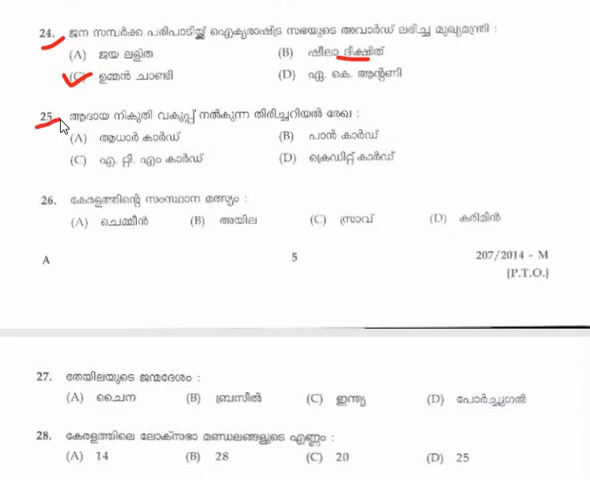 24. ജന സമ്പർക്ക പരിപാടിയ്ക്ക് ഐക്യരാഷ്ട്ര സഭയുടെ അവാർഡ് ലഭിച്ച മുഖ്യമന്ത്രി :
(A) ജയ ലളിത (B) ഷീലാ ദീക്ഷിത്
(C) ഉമ്മൻ ചാണ്ടി (D) ഏ. കെ. ആന്റണി
25. ആദായ നികുതി വകുപ്പ് നൽകുന്ന തിരിച്ചറിയൽ രേഖ :
(A) ആധാർ കാർഡ് (B) പാൻ കാർഡ്
(C) എ. റ്റി. എം കാർഡ് (D) ക്രെഡിറ്റ് കാർഡ്
26. കേരളത്തിന്റെ സംസ്ഥാന മത്സ്യം :
(A) ചെമ്മീൻ (B) അയില (C) സ്രാവ് (D) കരിമീൻ
A 5 207/2014 - M
[P.T.O.]
27. തേയിലയുടെ ജന്മദേശം :
(A) ചൈന (B) ബ്രസീൽ (C) ഇന്ത്യ (D) പോർച്ചുഗൽ
28. കേരളത്തിലെ ലോക്സഭാ മണ്ഡലങ്ങളുടെ എണ്ണം :
(A) 14 (B) 28 (C) 20 (D) 25